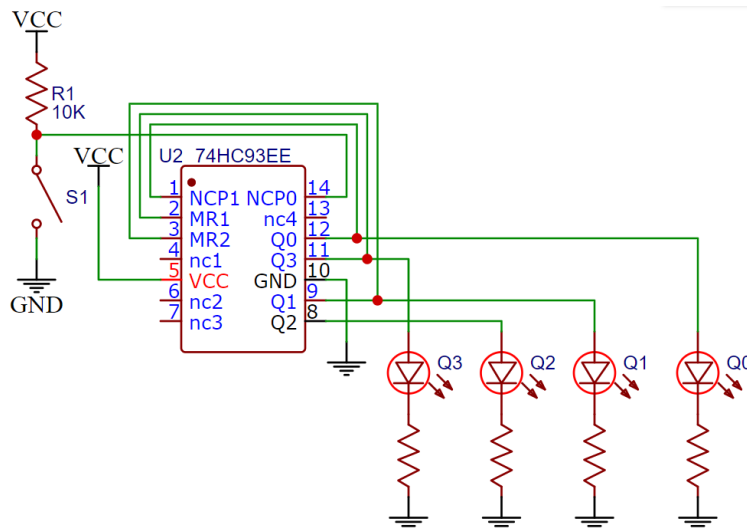 VCC
R1
10K
S1
GND
VCC
U2 74HC93EE
1 NCP1 NCP0 14
2 MR1 nc4 13
3 MR2 Q0 12
4 nc1 Q3 11
5 VCC GND 10
6 nc2 Q1 9
7 nc3 Q2 8
Q3 Q2 Q1 Q0